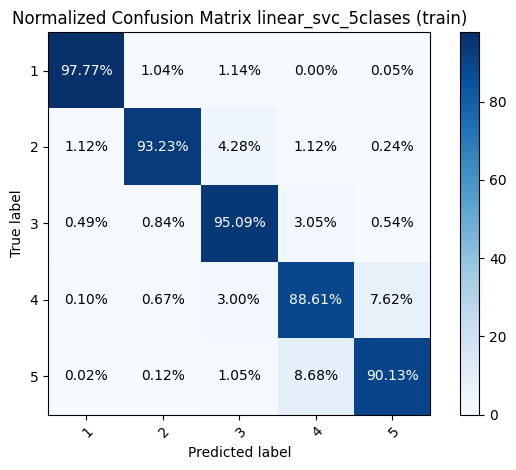 Normalized Confusion Matrix linear_svc_5clases (train)
True label
1 97.77% 1.04% 1.14% 0.00% 0.05%
2 1.12% 93.23% 4.28% 1.12% 0.24%
3 0.49% 0.84% 95.09% 3.05% 0.54%
4 0.10% 0.67% 3.00% 88.61% 7.62%
5 0.02% 0.12% 1.05% 8.68% 90.13%
1 2 3 4 5
Predicted label
80
60
40
20
0